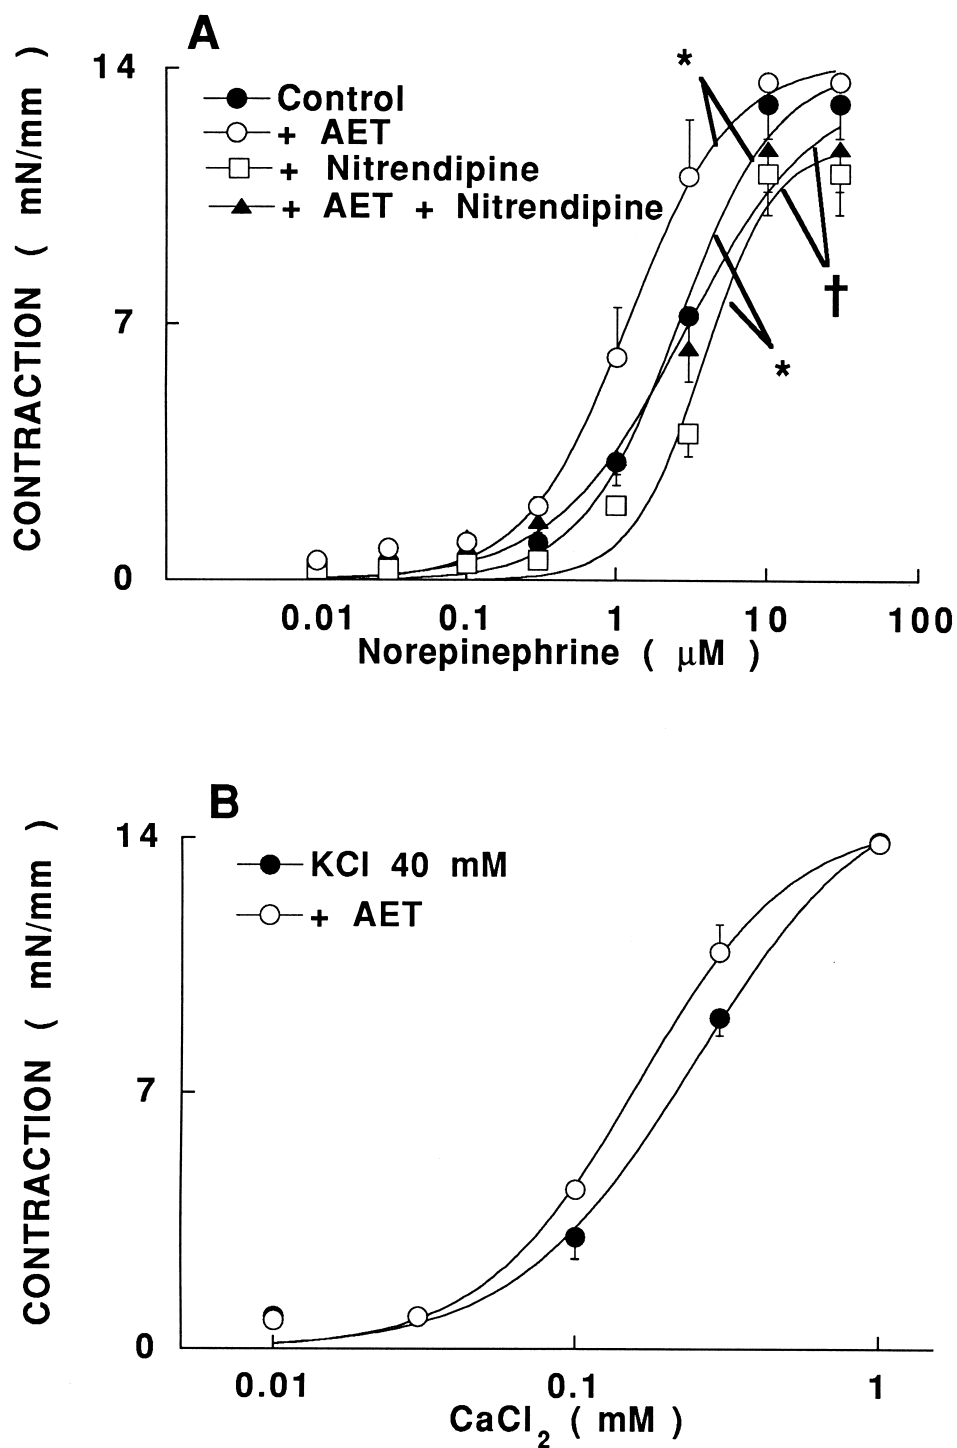 A
CONTRACTION ( mN/mm )
14
7
0
Control
+ AET
+ Nitrendipine
+ AET + Nitrendipine
*
†
*
0.01 0.1 1 10 100
Norepinephrine ( μM )
B
CONTRACTION ( mN/mm )
14
7
0
KCl 40 mM
+ AET
0.01 0.1 1
CaCl2 ( mM )